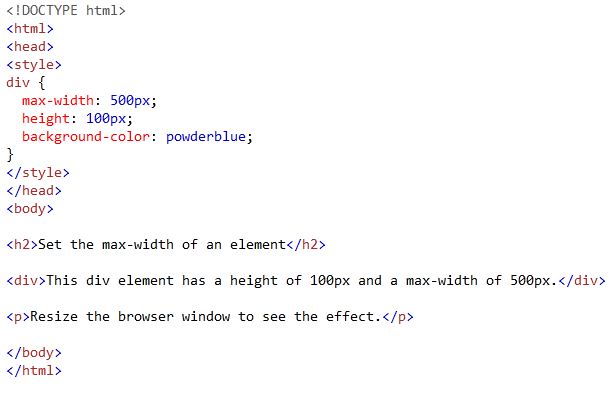 <!DOCTYPE html>
<html>
<head>
<style>
div {
  max-width: 500px;
  height: 100px;
  background-color: powderblue;
}
</style>
</head>
<body>

<h2>Set the max-width of an element</h2>

<div>This div element has a height of 100px and a max-width of 500px.</div>

<p>Resize the browser window to see the effect.</p>

</body>
</html>